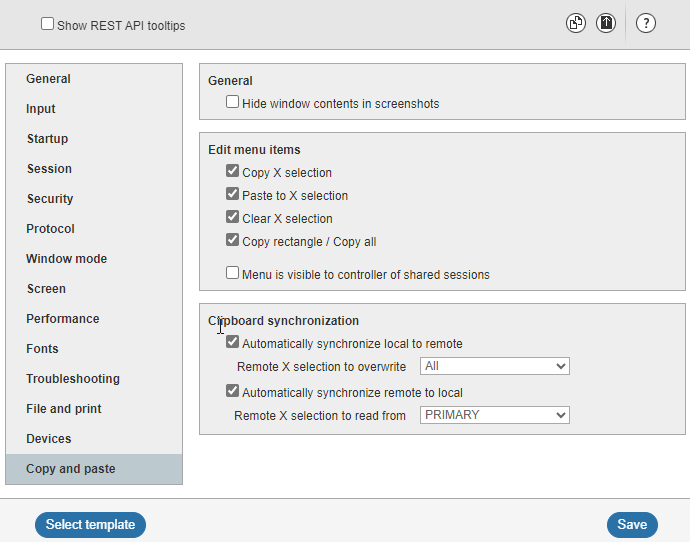 Show REST API tooltips
?
General
Input
Startup
Session
Security
Protocol
Window mode
Screen
Performance
Fonts
Troubleshooting
File and print
Devices
Copy and paste
General
Hide window contents in screenshots
Edit menu items
Copy X selection
Paste to X selection
Clear X selection
Copy rectangle / Copy all
Menu is visible to controller of shared sessions
Clipboard synchronization
Automatically synchronize local to remote
Remote X selection to overwrite All
Automatically synchronize remote to local
Remote X selection to read from PRIMARY
Select template Save